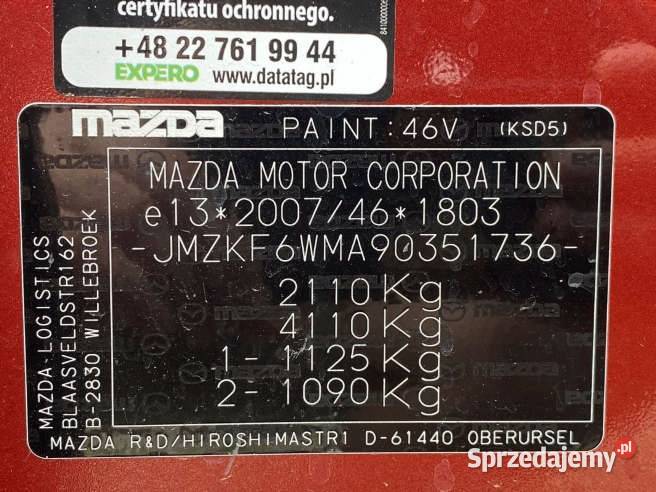 certyfikatu ochronnego.
+48 22 761 99 44
EXPERO www.datatag.pl
mazda PAINT:46V (KSD5)
MAZDA MOTOR CORPORATION
e13*2007/46*1803
-JMZKF6WMA90351736-
2110Kg
4110Kg
1- 1125Kg
2- 1090Kg
MAZDA-LOGISTICS
BLAASVELDSTR162
B-2830 WILLEBROEK
MAZDA R&D/HIROSHIMASTR1 D-61440 OBERURSEL
Sprzedajemy.pl